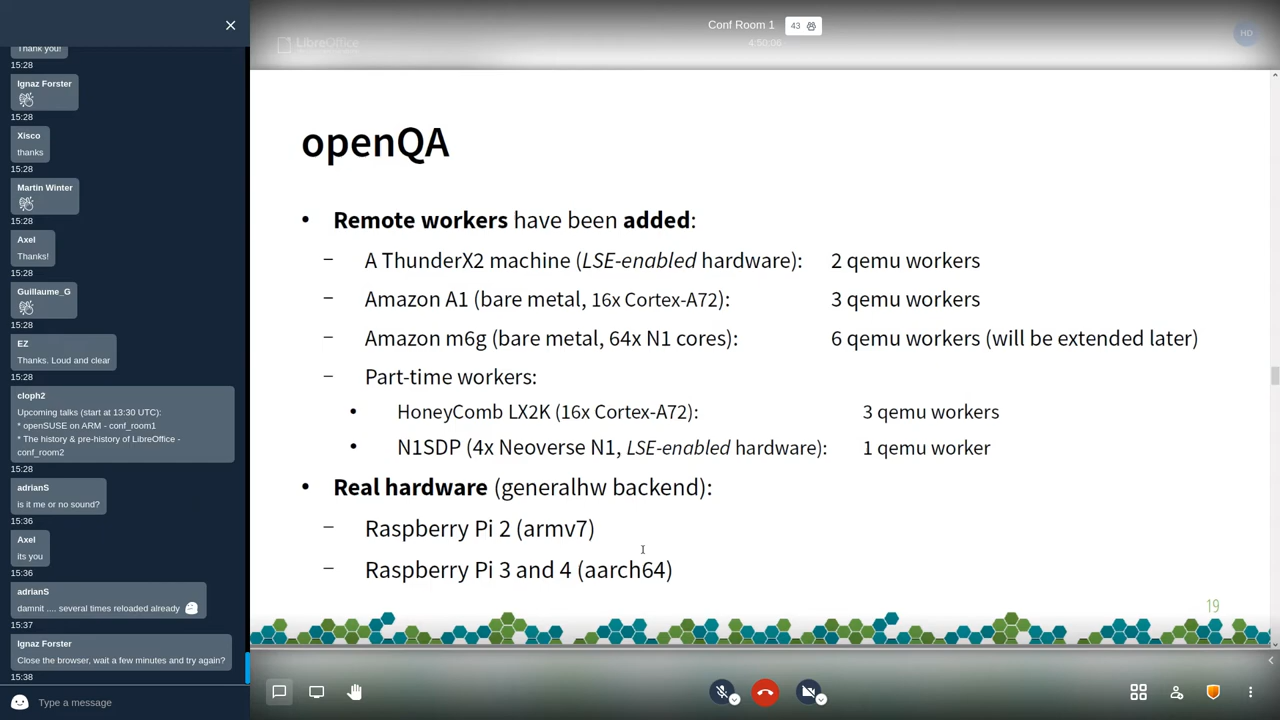 Thank you!
15:28
Ignaz Forster
15:28
Xisco
thanks
15:28
Martin Winter
15:28
Axel
Thanks!
15:28
Guillaume_G
15:28
EZ
Thanks. Loud and clear
15:28
cloph2
Upcoming talks (start at 13:30 UTC):
* openSUSE on ARM - conf_room1
* The history & pre-history of LibreOffice -
conf_room2
15:28
adrianS
is it me or no sound?
15:36
Axel
its you
15:36
adrianS
damnit .... several times reloaded already
15:37
Ignaz Forster
Close the browser, wait a few minutes and try again?
15:38
Type a message
Conf Room 1
43
4:50:06
LibreOffice
HD
openQA
• Remote workers have been added:
– A ThunderX2 machine (LSE-enabled hardware): 2 qemu workers
– Amazon A1 (bare metal, 16x Cortex-A72): 3 qemu workers
– Amazon m6g (bare metal, 64x N1 cores): 6 qemu workers (will be extended later)
– Part-time workers:
• HoneyComb LX2K (16x Cortex-A72): 3 qemu workers
• N1SDP (4x Neoverse N1, LSE-enabled hardware): 1 qemu worker
• Real hardware (generalhw backend):
– Raspberry Pi 2 (armv7)
– Raspberry Pi 3 and 4 (aarch64)
19